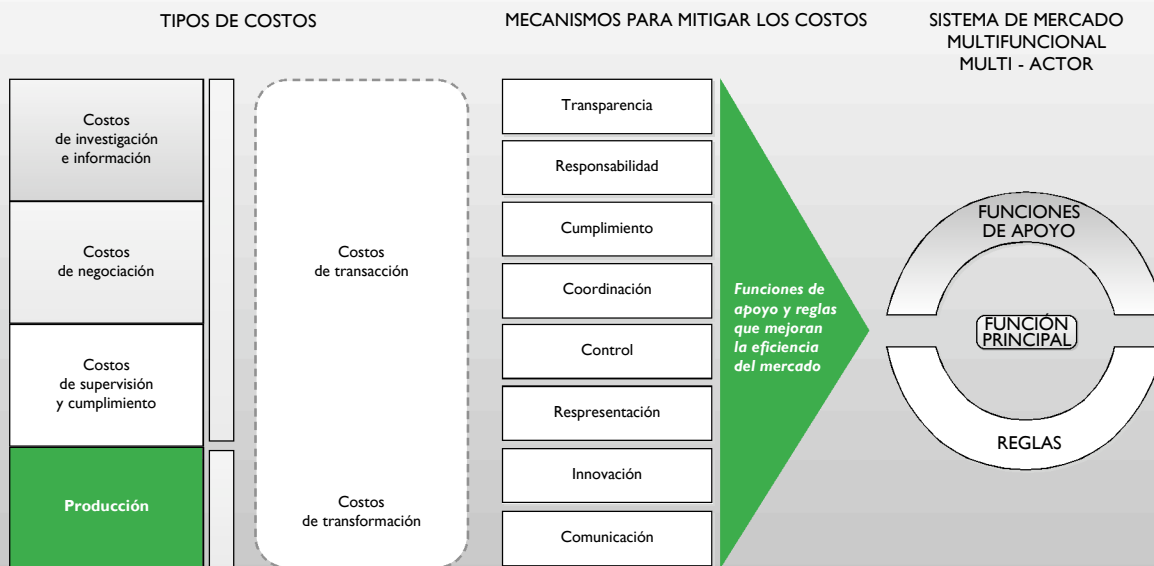 TIPOS DE COSTOS
MECANISMOS PARA MITIGAR LOS COSTOS
SISTEMA DE MERCADO
MULTIFUNCIONAL
MULTI - ACTOR
Costos
de investigación
e información
Costos
de negociación
Costos
de supervisión
y cumplimiento
Producción
Costos
de transacción
Costos
de transformación
Transparencia
Responsabilidad
Cumplimiento
Coordinación
Control
Respresentación
Innovación
Comunicación
Funciones de
apoyo y reglas
que mejoran
la eficiencia
del mercado
FUNCIONES
DE APOYO
FUNCIÓN
PRINCIPAL
REGLAS